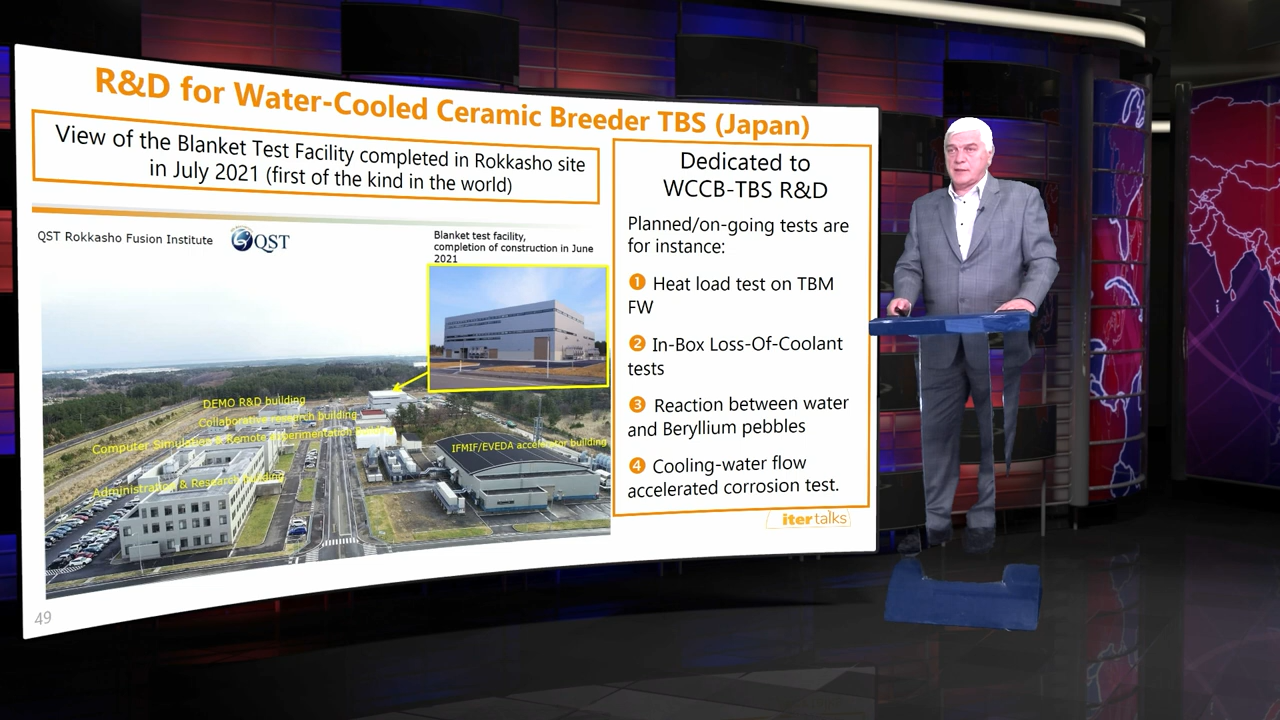 R&D for Water-Cooled Ceramic Breeder TBS (Japan)
View of the Blanket Test Facility completed in Rokkasho site
in July 2021 (first of the kind in the world)
QST Rokkasho Fusion Institute
QST
Blanket test facility,
completion of construction in June
2021
DEMO R&D building
Collaborative research building
Computer Simulation & Remote experimentation building
IFMIF/EVEDA accelerator building
Administration & Research building
Dedicated to
WCCB-TBS R&D
Planned/on-going tests are
for instance:
1 Heat load test on TBM
FW
2 In-Box Loss-Of-Coolant
tests
3 Reaction between water
and Beryllium pebbles
4 Cooling-water flow
accelerated corrosion test.
iter talks
49